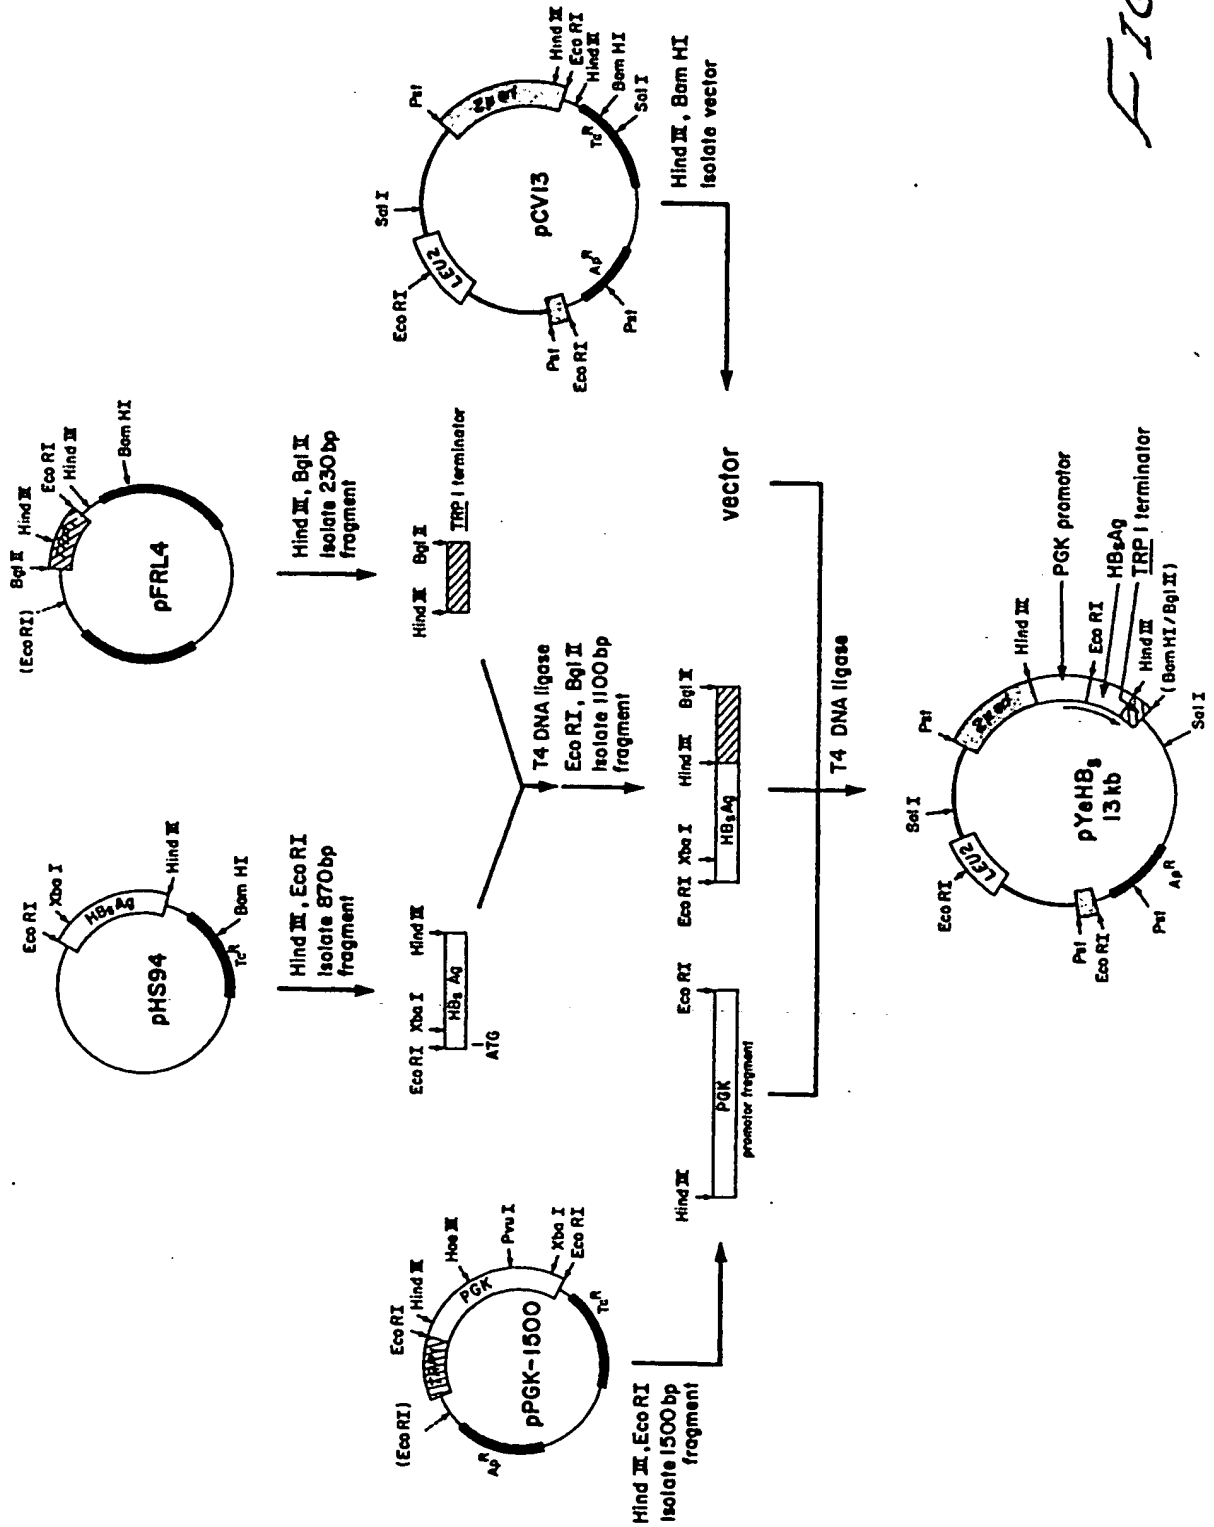 Eco RI
Xba I
HBsAg
Hind III
Bam HI
Tc^R
pHS94
Hind III, Eco RI
Isolate 870bp
fragment
Eco RI Xba I Hind III
HBs Ag
ATG
(Eco RI)
Bgl II
Hind III
Eco RI
Hind III
Bam HI
pFRL4
Hind III, Bgl II
Isolate 230bp
fragment
Hind III Bgl II
TRP I terminator
T4 DNA ligase
Eco RI, Bgl II
Isolate 1100bp
fragment
(Eco RI)
Eco RI
Hind III
Hae III
PGK
Pvu I
Xba I
Eco RI
Tc^R
Ap^R
pPGK-1500
Hind III, Eco RI
Isolate 1500bp
fragment
Hind III Eco RI
PGK
promotor fragment
Eco RI Xba I Hind III Bgl II
HBsAg
Eco RI
LEU2
Sal I
Pst
Hind III
Eco RI
Hind III
Bam HI
Sal I
Tc^R
Ap^R
Pst
Eco RI
Pst
pCV13
Hind III, Bam HI
Isolate vector
vector
T4 DNA ligase
Eco RI
LEU2
Sal I
Pst
Hind III
PGK promotor
Eco RI
HBsAg
TRP I terminator
Hind III
(Bam HI/Bgl II)
Sal I
Ap^R
Pst
Eco RI
Pst
pYeHBs
13 kb